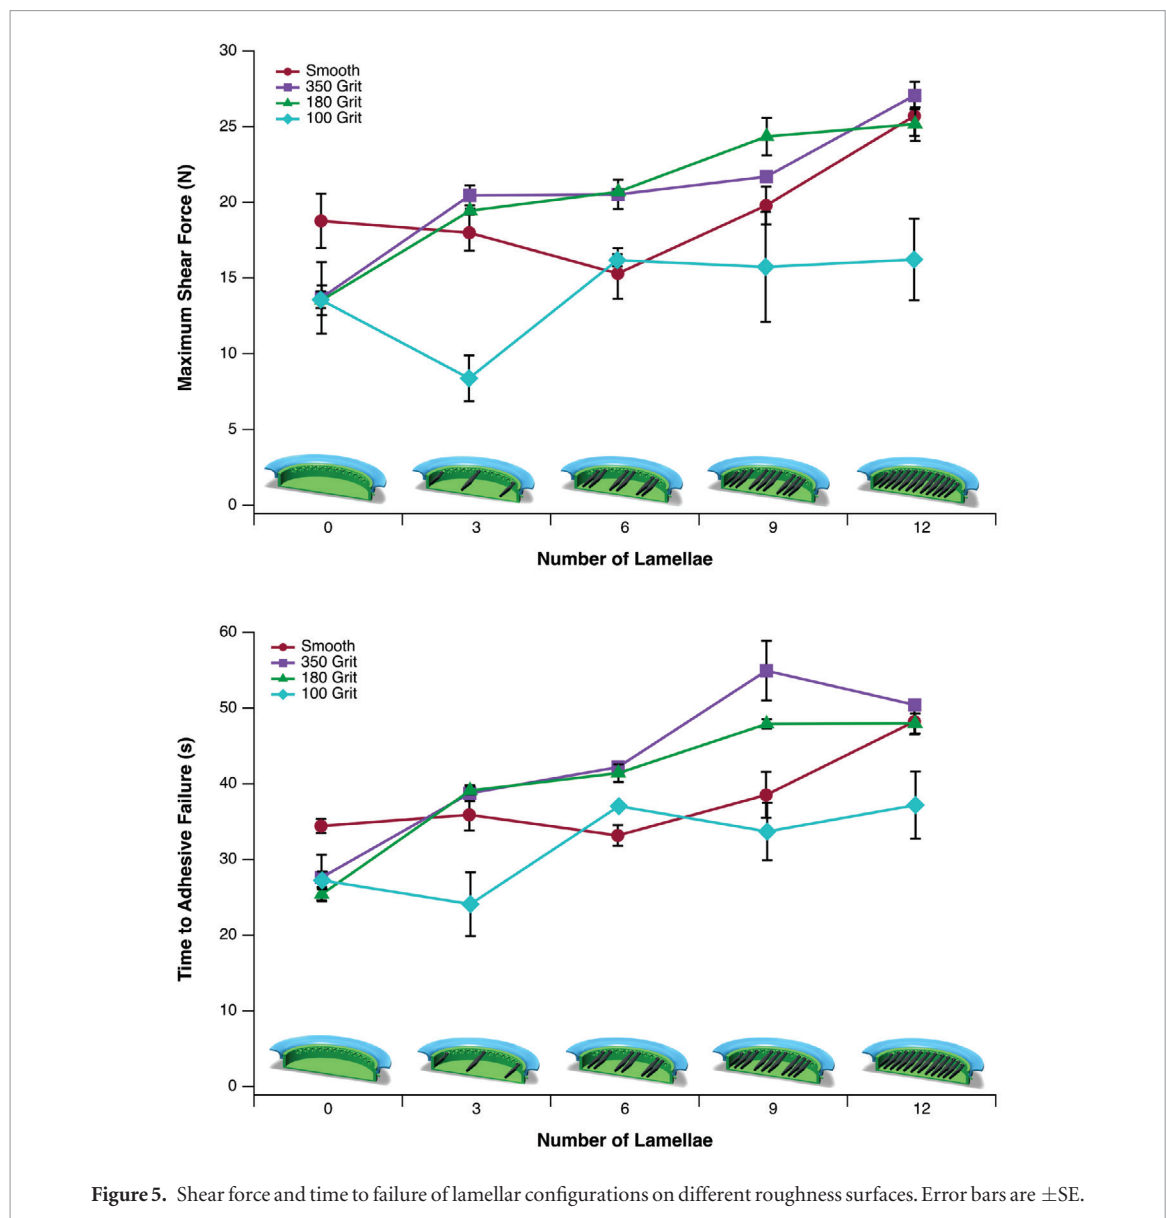 30
25
20
15
10
5
0
Maximum Shear Force (N)
Smooth
350 Grit
180 Grit
100 Grit
0 3 6 9 12
Number of Lamellae
60
50
40
30
20
10
0
Time to Adhesive Failure (s)
Smooth
350 Grit
180 Grit
100 Grit
0 3 6 9 12
Number of Lamellae
Figure 5. Shear force and time to failure of lamellar configurations on different roughness surfaces. Error bars are ±SE.